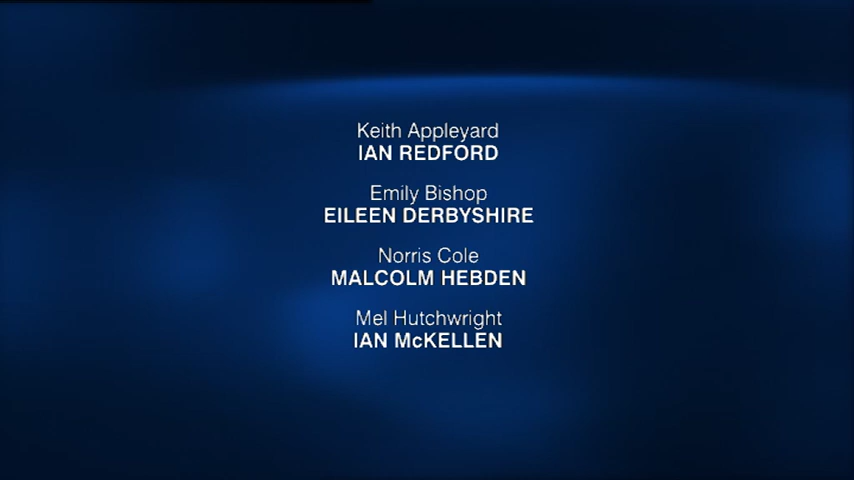 Keith Appleyard
IAN REDFORD
Emily Bishop
EILEEN DERBYSHIRE
Norris Cole
MALCOLM HEBDEN
Mel Hutchwright
IAN McKELLEN